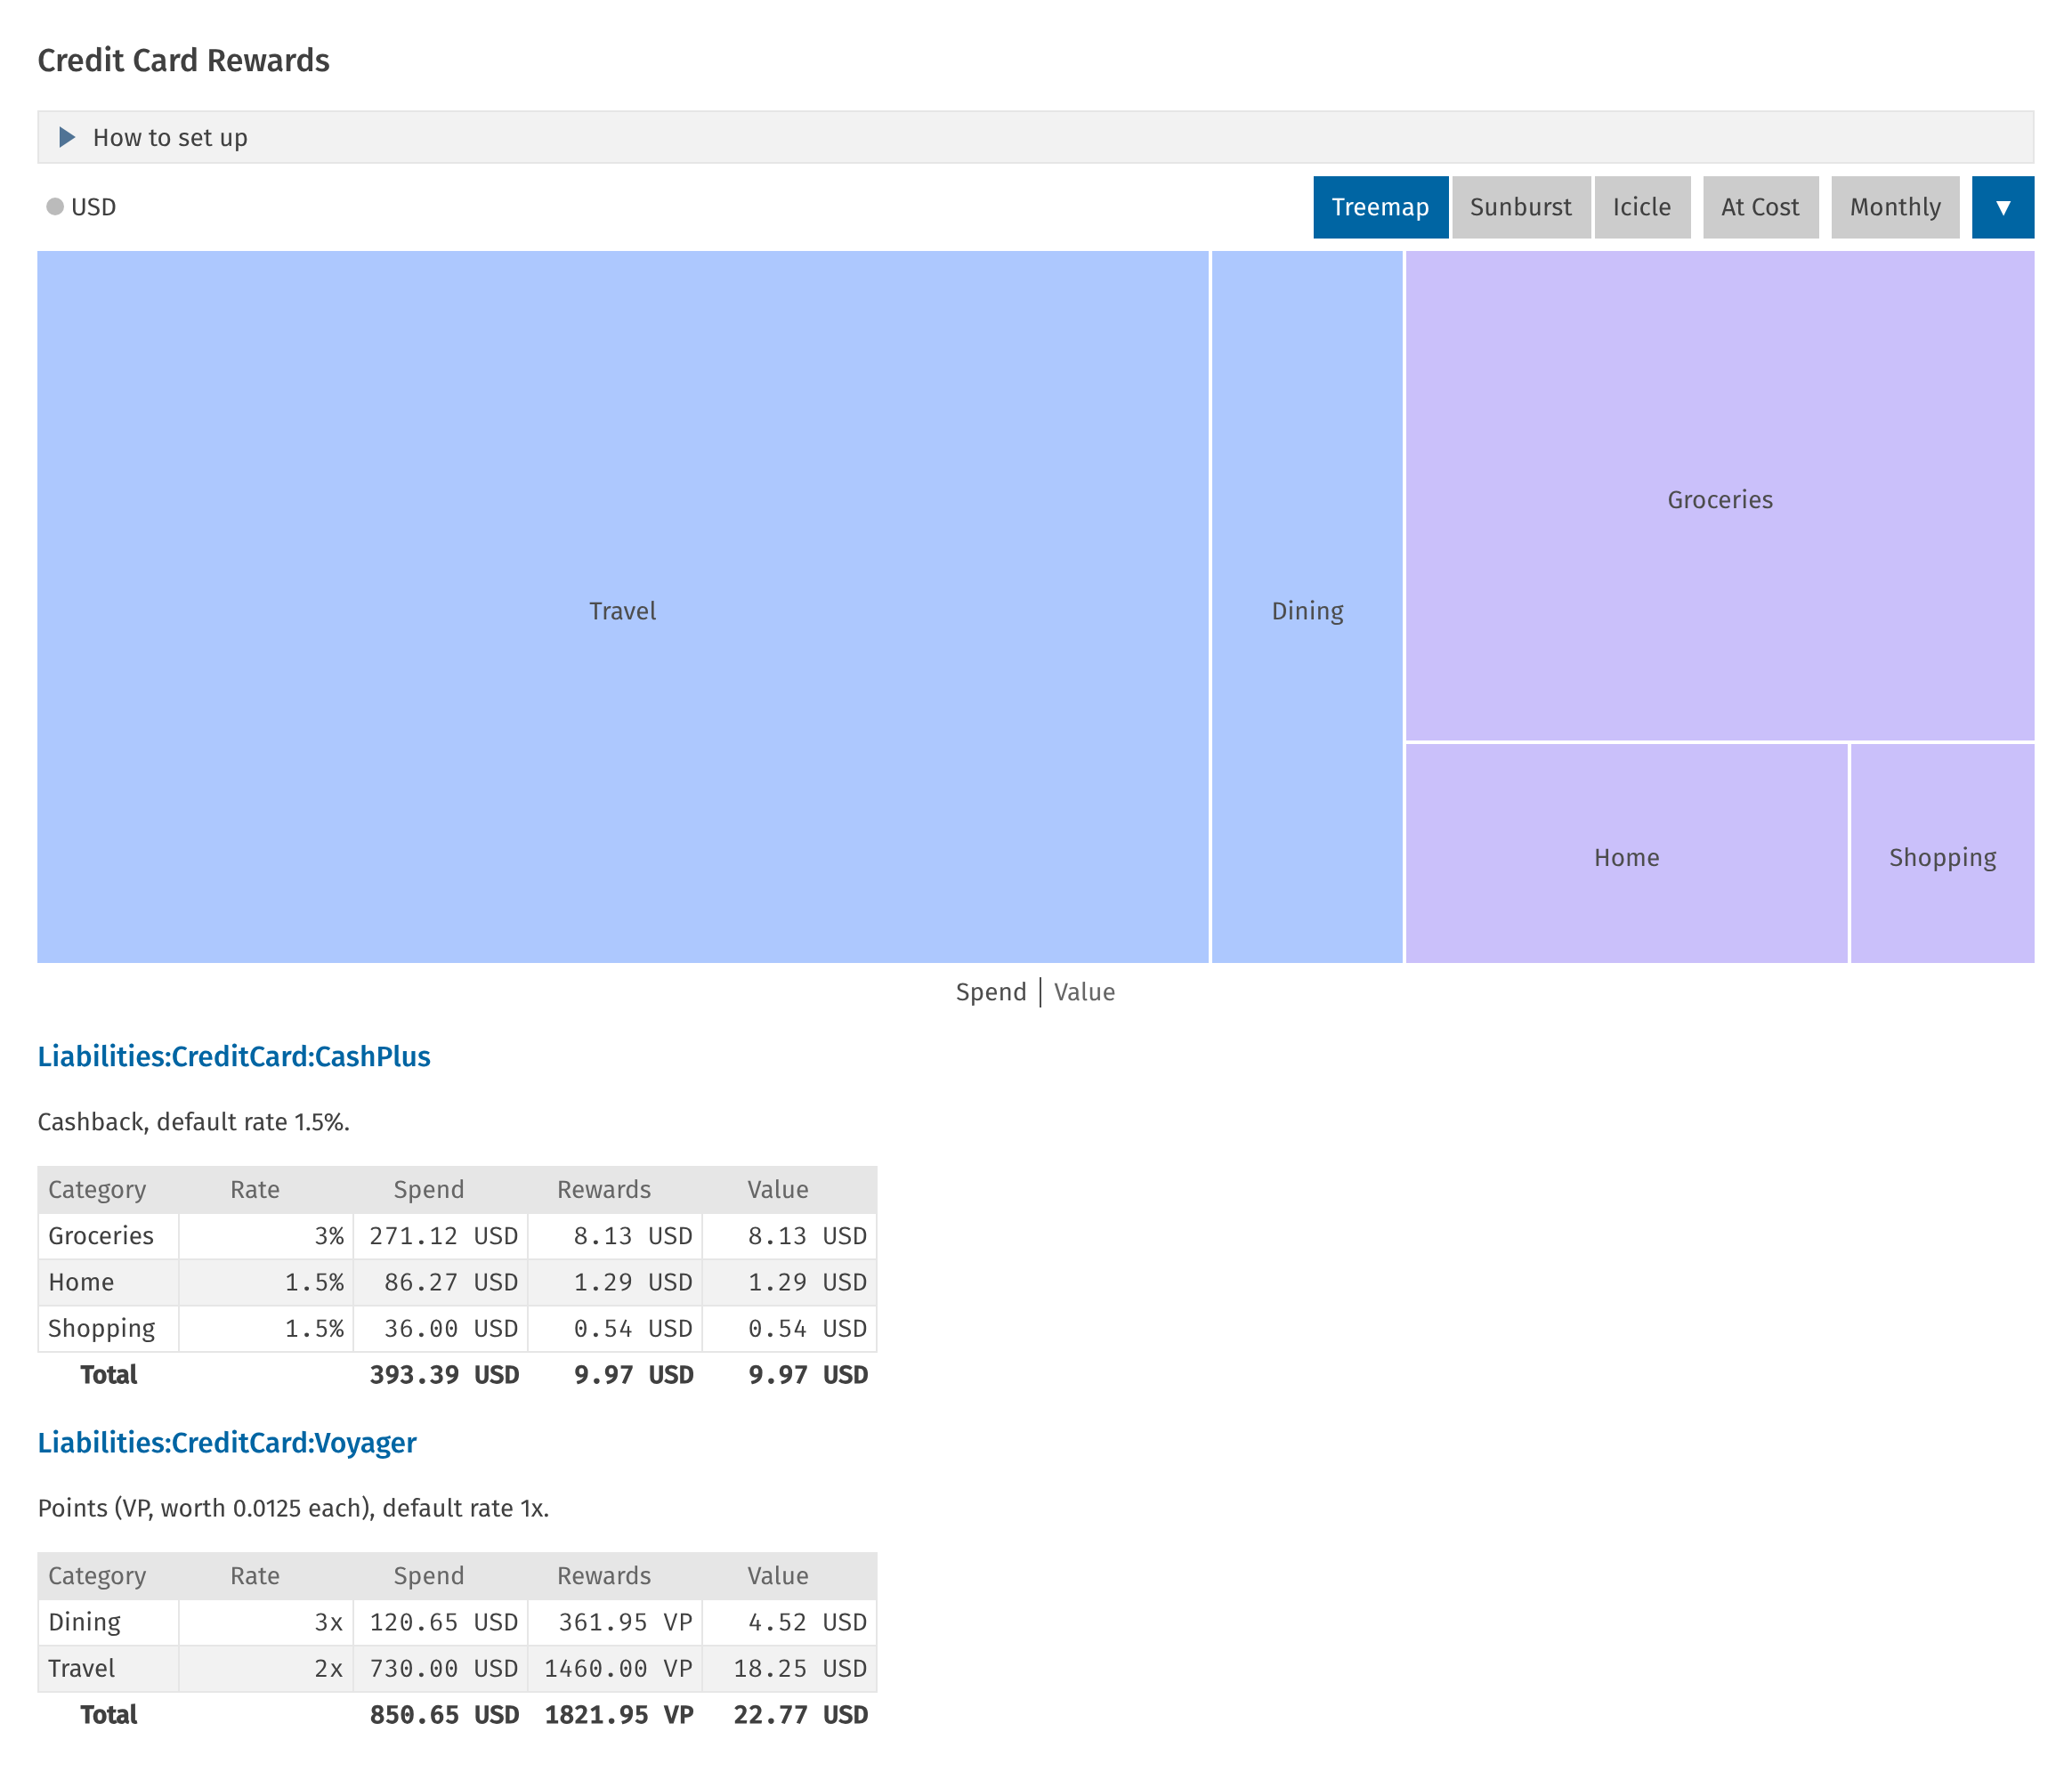 Credit Card Rewards
▶ How to set up
USD
Treemap Sunburst Icicle At Cost Monthly ▼
Travel
Dining
Groceries
Home
Shopping
Spend | Value
Liabilities:CreditCard:CashPlus
Cashback, default rate 1.5%.
Category Rate Spend Rewards Value
Groceries 3% 271.12 USD 8.13 USD 8.13 USD
Home 1.5% 86.27 USD 1.29 USD 1.29 USD
Shopping 1.5% 36.00 USD 0.54 USD 0.54 USD
Total 393.39 USD 9.97 USD 9.97 USD
Liabilities:CreditCard:Voyager
Points (VP, worth 0.0125 each), default rate 1x.
Category Rate Spend Rewards Value
Dining 3x 120.65 USD 361.95 VP 4.52 USD
Travel 2x 730.00 USD 1460.00 VP 18.25 USD
Total 850.65 USD 1821.95 VP 22.77 USD